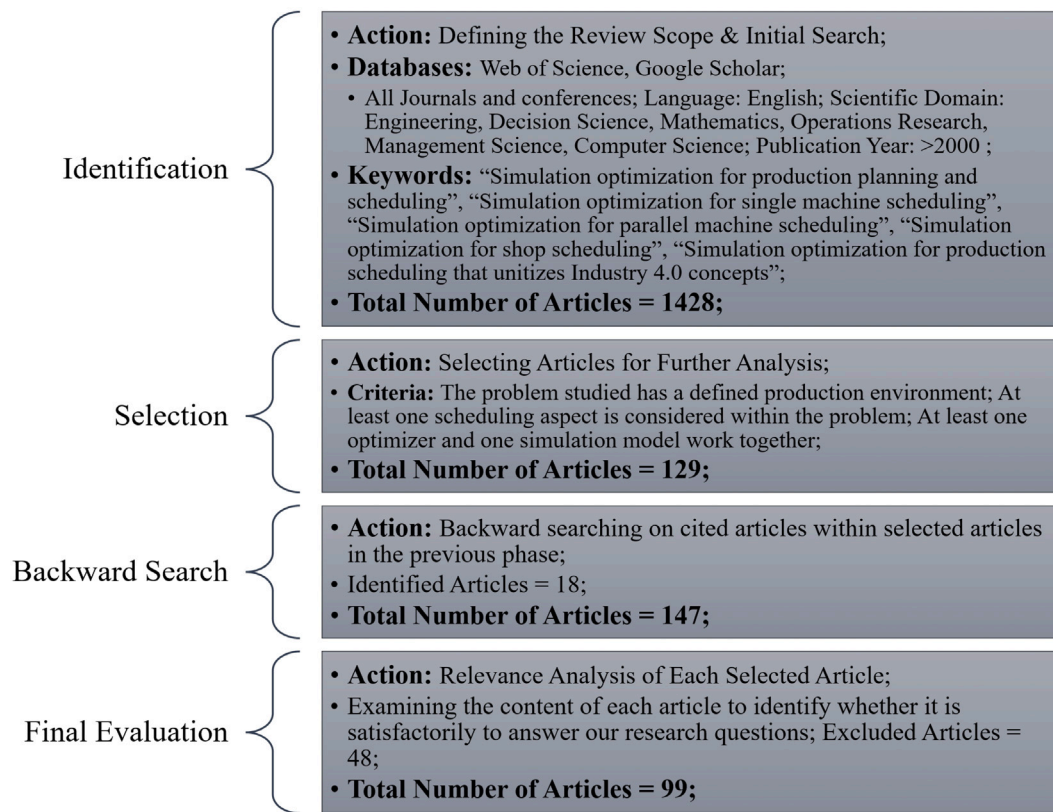 Identification
• Action: Defining the Review Scope & Initial Search;
• Databases: Web of Science, Google Scholar;
• All Journals and conferences; Language: English; Scientific Domain:
Engineering, Decision Science, Mathematics, Operations Research,
Management Science, Computer Science; Publication Year: >2000 ;
• Keywords: “Simulation optimization for production planning and
scheduling”, “Simulation optimization for single machine scheduling”,
“Simulation optimization for parallel machine scheduling”, “Simulation
optimization for shop scheduling”, “Simulation optimization for production
scheduling that unitizes Industry 4.0 concepts”;
• Total Number of Articles = 1428;
Selection
• Action: Selecting Articles for Further Analysis;
• Criteria: The problem studied has a defined production environment; At
least one scheduling aspect is considered within the problem; At least one
optimizer and one simulation model work together;
• Total Number of Articles = 129;
Backward Search
• Action: Backward searching on cited articles within selected articles
in the previous phase;
• Identified Articles = 18;
• Total Number of Articles = 147;
Final Evaluation
• Action: Relevance Analysis of Each Selected Article;
• Examining the content of each article to identify whether it is
satisfactorily to answer our research questions; Excluded Articles =
48;
• Total Number of Articles = 99;